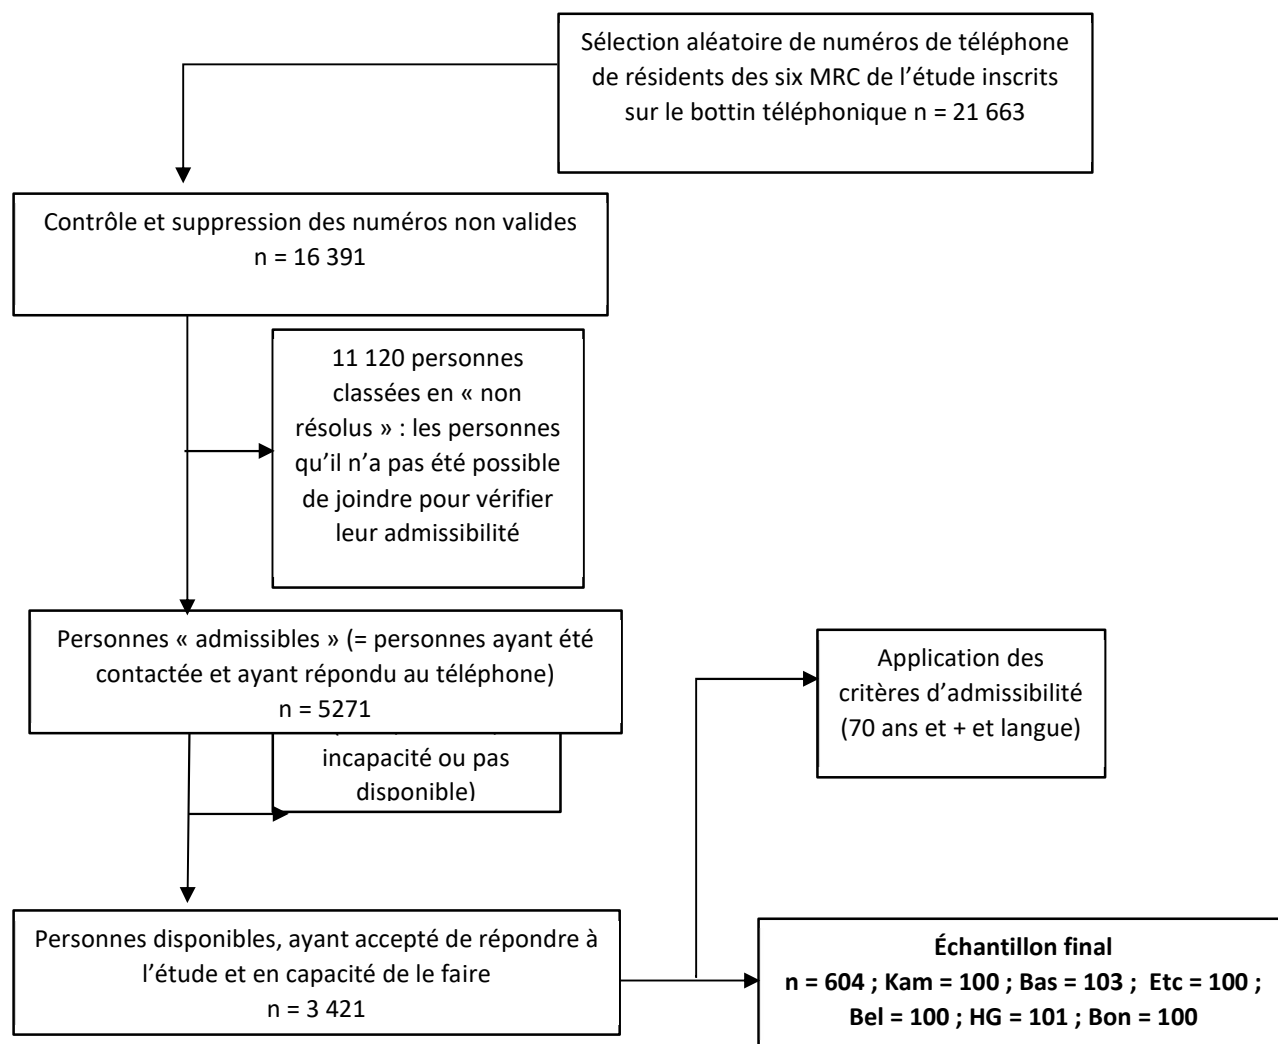 Sélection aléatoire de numéros de téléphone
de résidents des six MRC de l'étude inscrits
sur le bottin téléphonique n = 21 663
Contrôle et suppression des numéros non valides
n = 16 391
11 120 personnes
classées en « non
résolus » : les personnes
qu'il n'a pas été possible
de joindre pour vérifier
leur admissibilité
Personnes « admissibles » (= personnes ayant été
contactée et ayant répondu au téléphone)
n = 5271
incapacité ou pas
disponible)
Application des
critères d'admissibilité
(70 ans et + et langue)
Personnes disponibles, ayant accepté de répondre à
l'étude et en capacité de le faire
n = 3 421
Échantillon final
n = 604 ; Kam = 100 ; Bas = 103 ; Etc = 100 ;
Bel = 100 ; HG = 101 ; Bon = 100